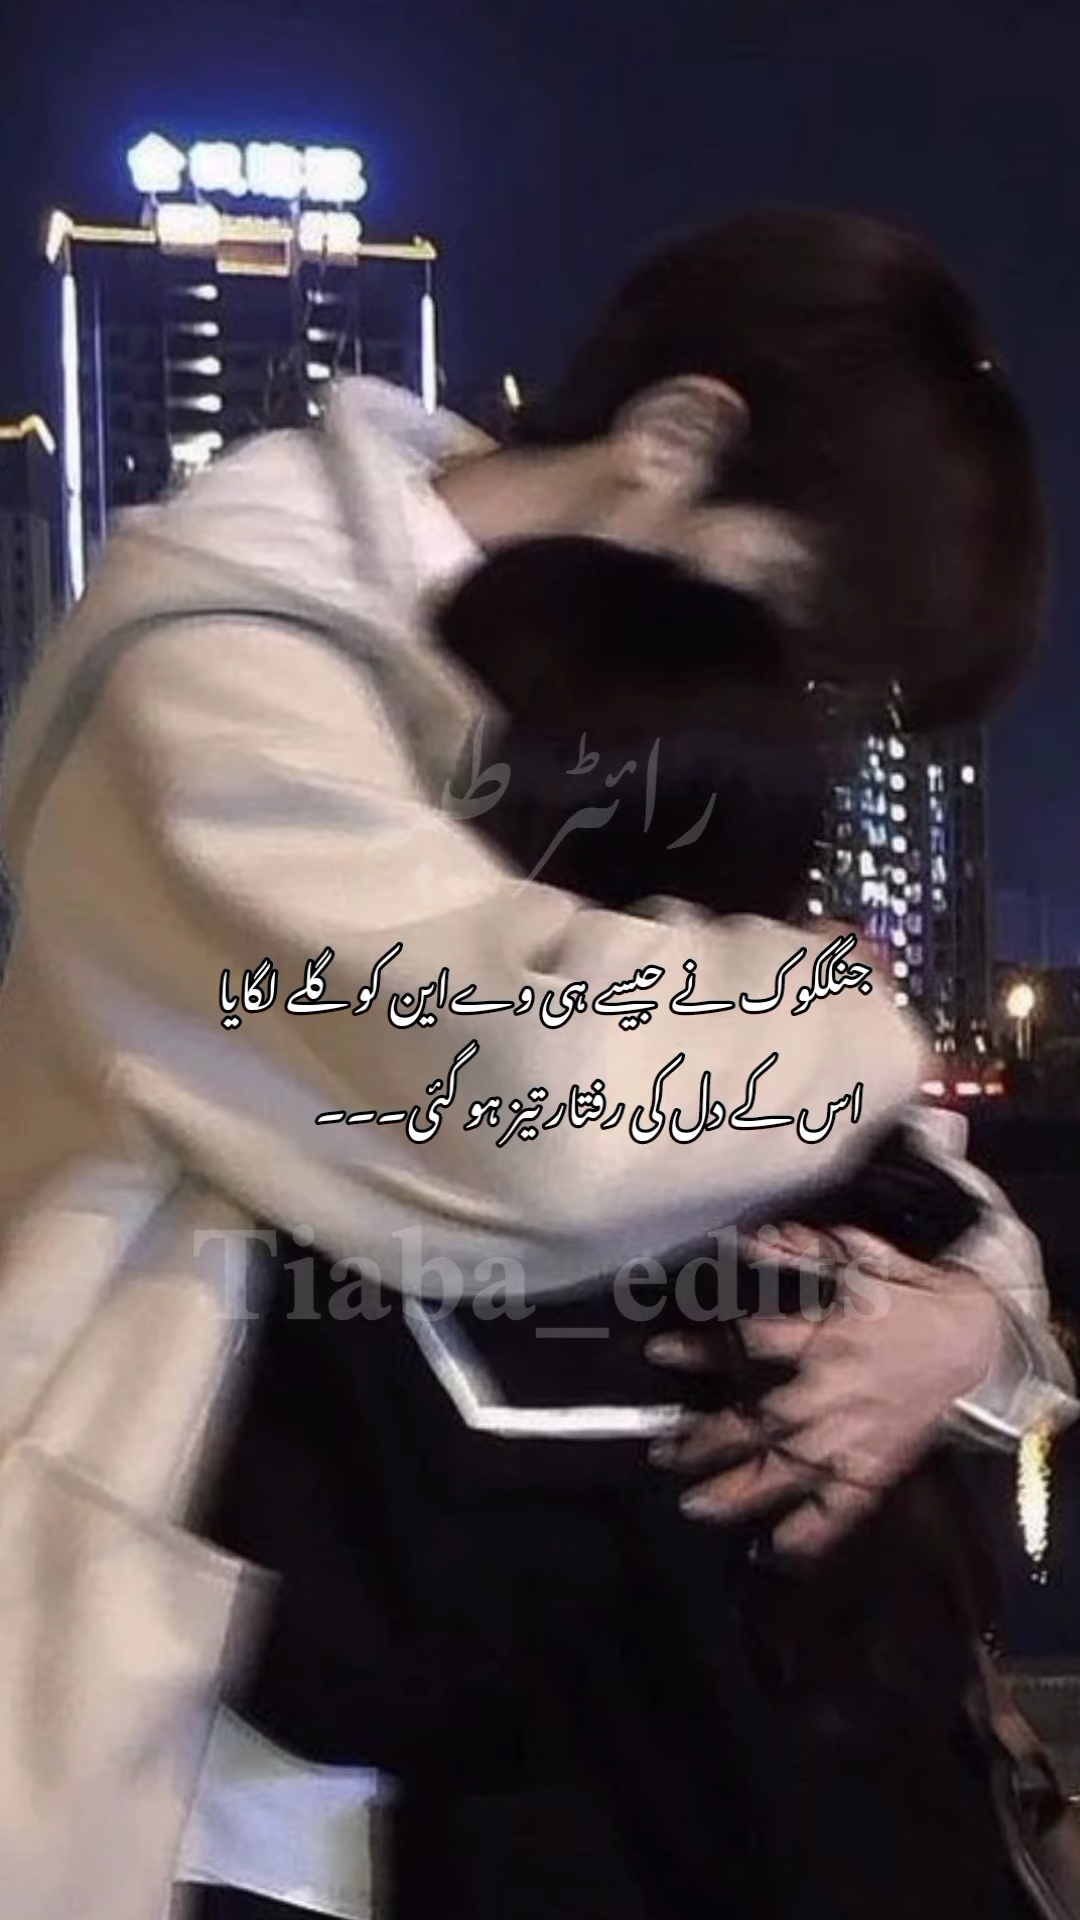 رائٹر ط
جنگکوک نے جیسے ہی وے این کو گلے لگایا
اس کے دل کی رفتار تیز ہو گئی۔۔۔
Tiaba_edits